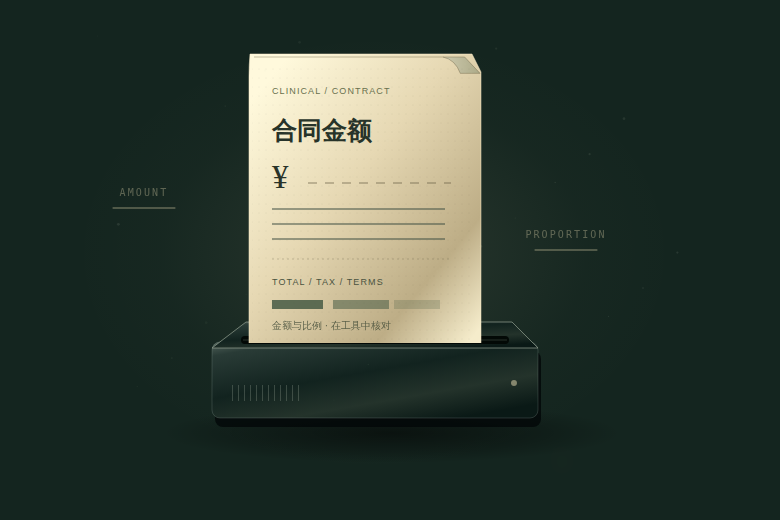 CLINICAL / CONTRACT
合同金额
¥
AMOUNT
PROPORTION
TOTAL / TAX / TERMS
金额与比例 · 在工具中核对